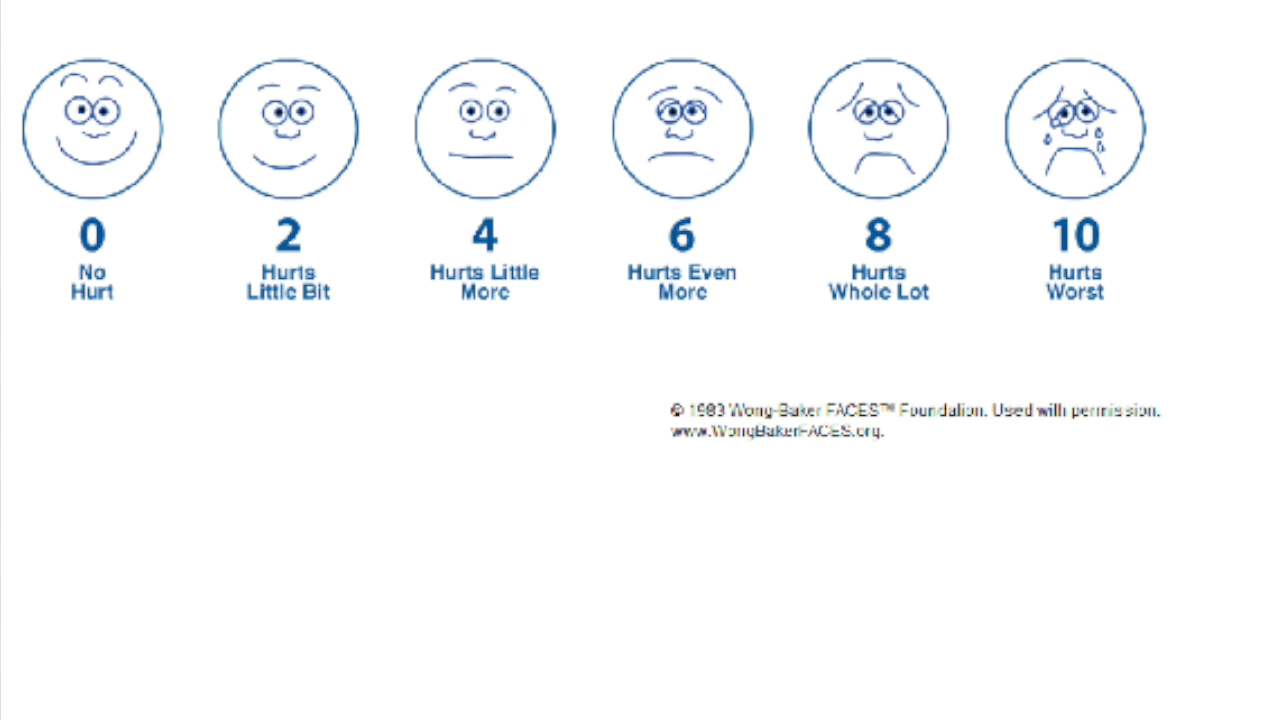 0
No
Hurt
2
Hurts
Little Bit
4
Hurts Little
More
6
Hurts Even
More
8
Hurts
Whole Lot
10
Hurts
Worst
© 1983 Wong-Baker FACES™ Foundation. Used with permission.
www.WongBakerFACES.org.